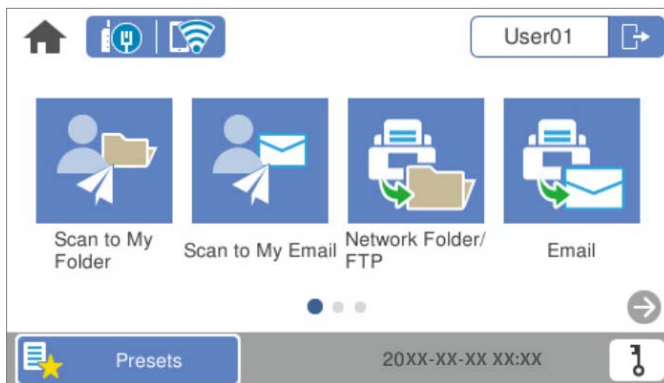 User01
Scan to My
Folder
Scan to My Email
Network Folder/
FTP
Email
Presets
20XX-XX-XX XX:XX